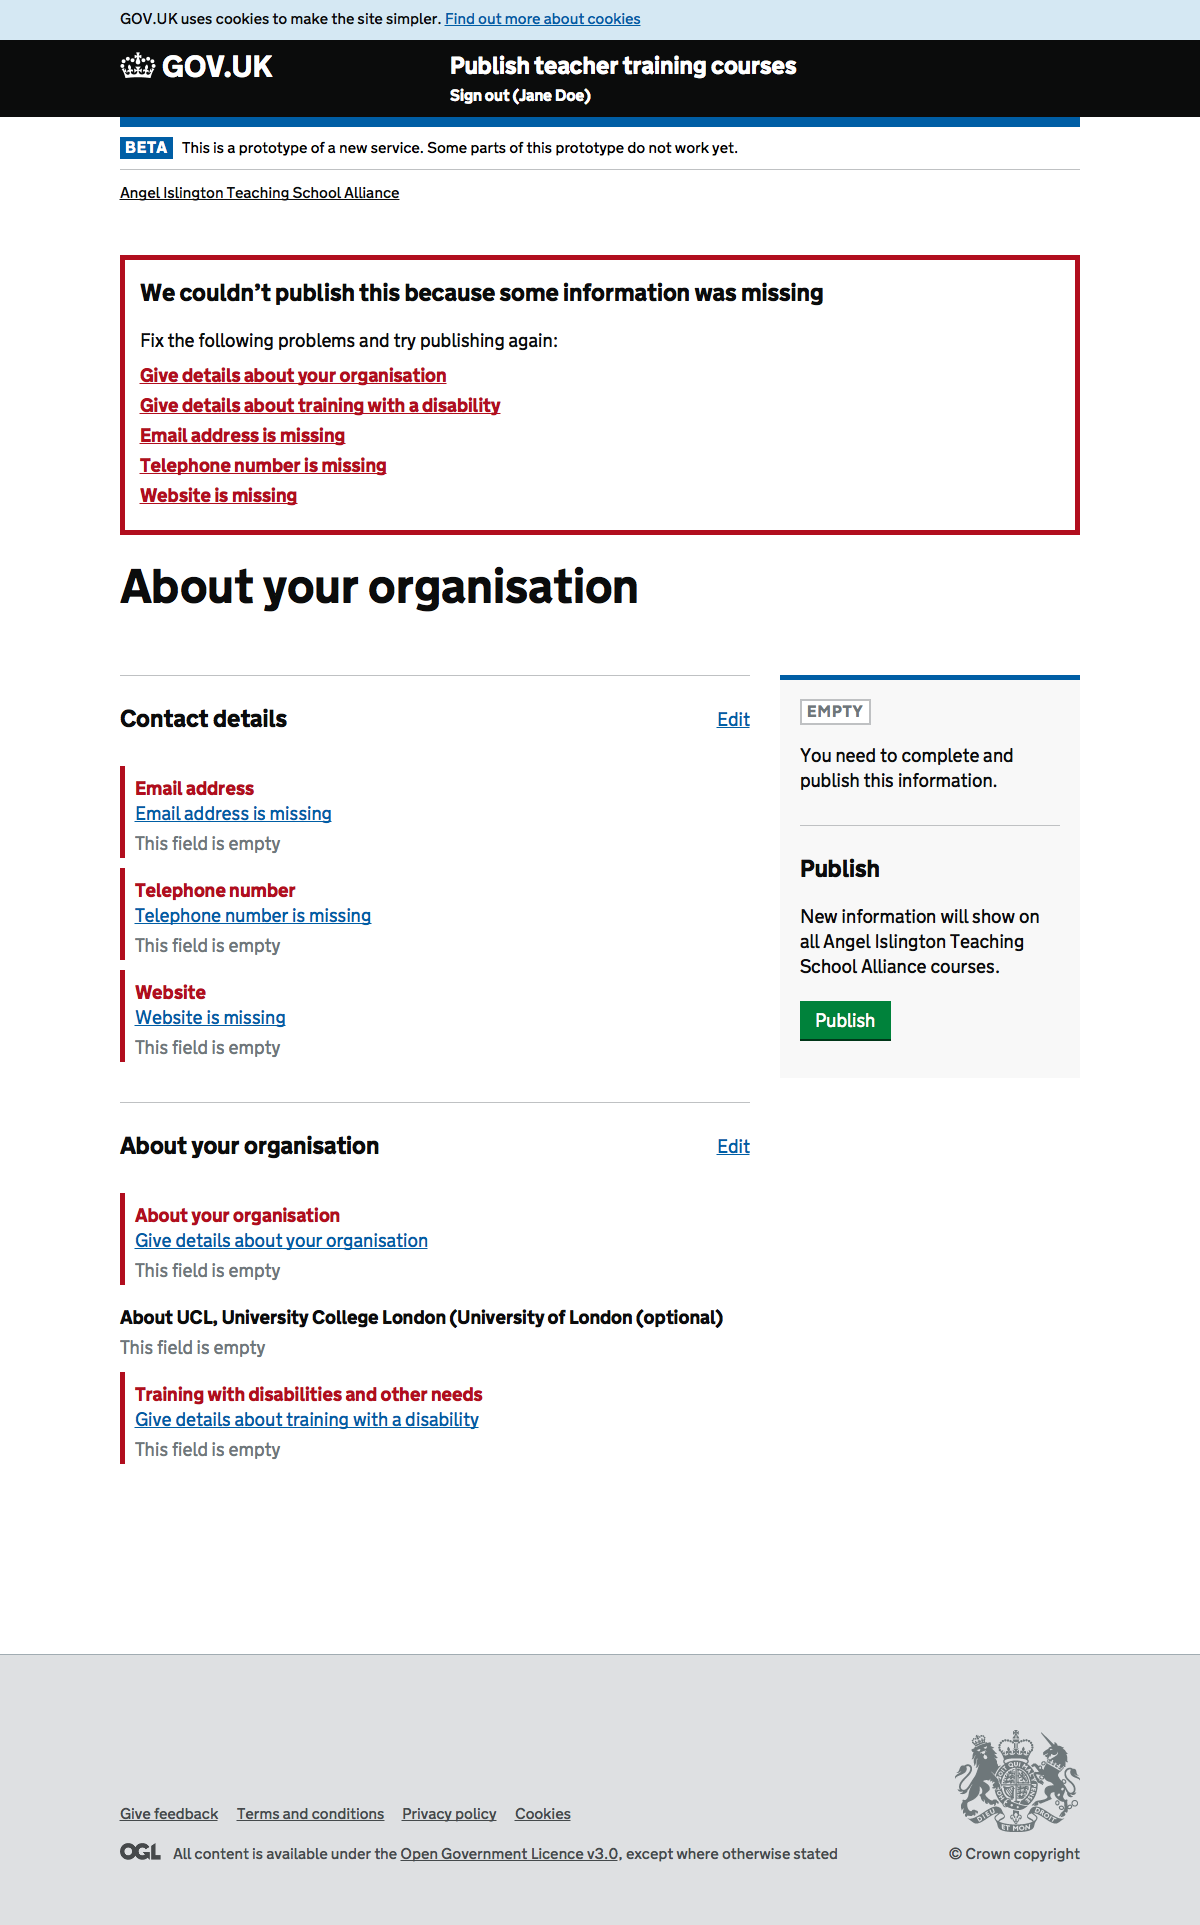 GOV.UK uses cookies to make the site simpler. Find out more about cookies
GOV.UK
Publish teacher training courses
Sign out (Jane Doe)
BETA This is a prototype of a new service. Some parts of this prototype do not work yet.
Angel Islington Teaching School Alliance
We couldn’t publish this because some information was missing
Fix the following problems and try publishing again:
Give details about your organisation
Give details about training with a disability
Email address is missing
Telephone number is missing
Website is missing
About your organisation
Contact details
Edit
Email address
Email address is missing
This field is empty
Telephone number
Telephone number is missing
This field is empty
Website
Website is missing
This field is empty
EMPTY
You need to complete and
publish this information.
Publish
New information will show on
all Angel Islington Teaching
School Alliance courses.
Publish
About your organisation
Edit
About your organisation
Give details about your organisation
This field is empty
About UCL, University College London (University of London (optional)
This field is empty
Training with disabilities and other needs
Give details about training with a disability
This field is empty
Give feedback Terms and conditions Privacy policy Cookies
OGL All content is available under the Open Government Licence v3.0, except where otherwise stated
DIEU ET MON DROIT
© Crown copyright